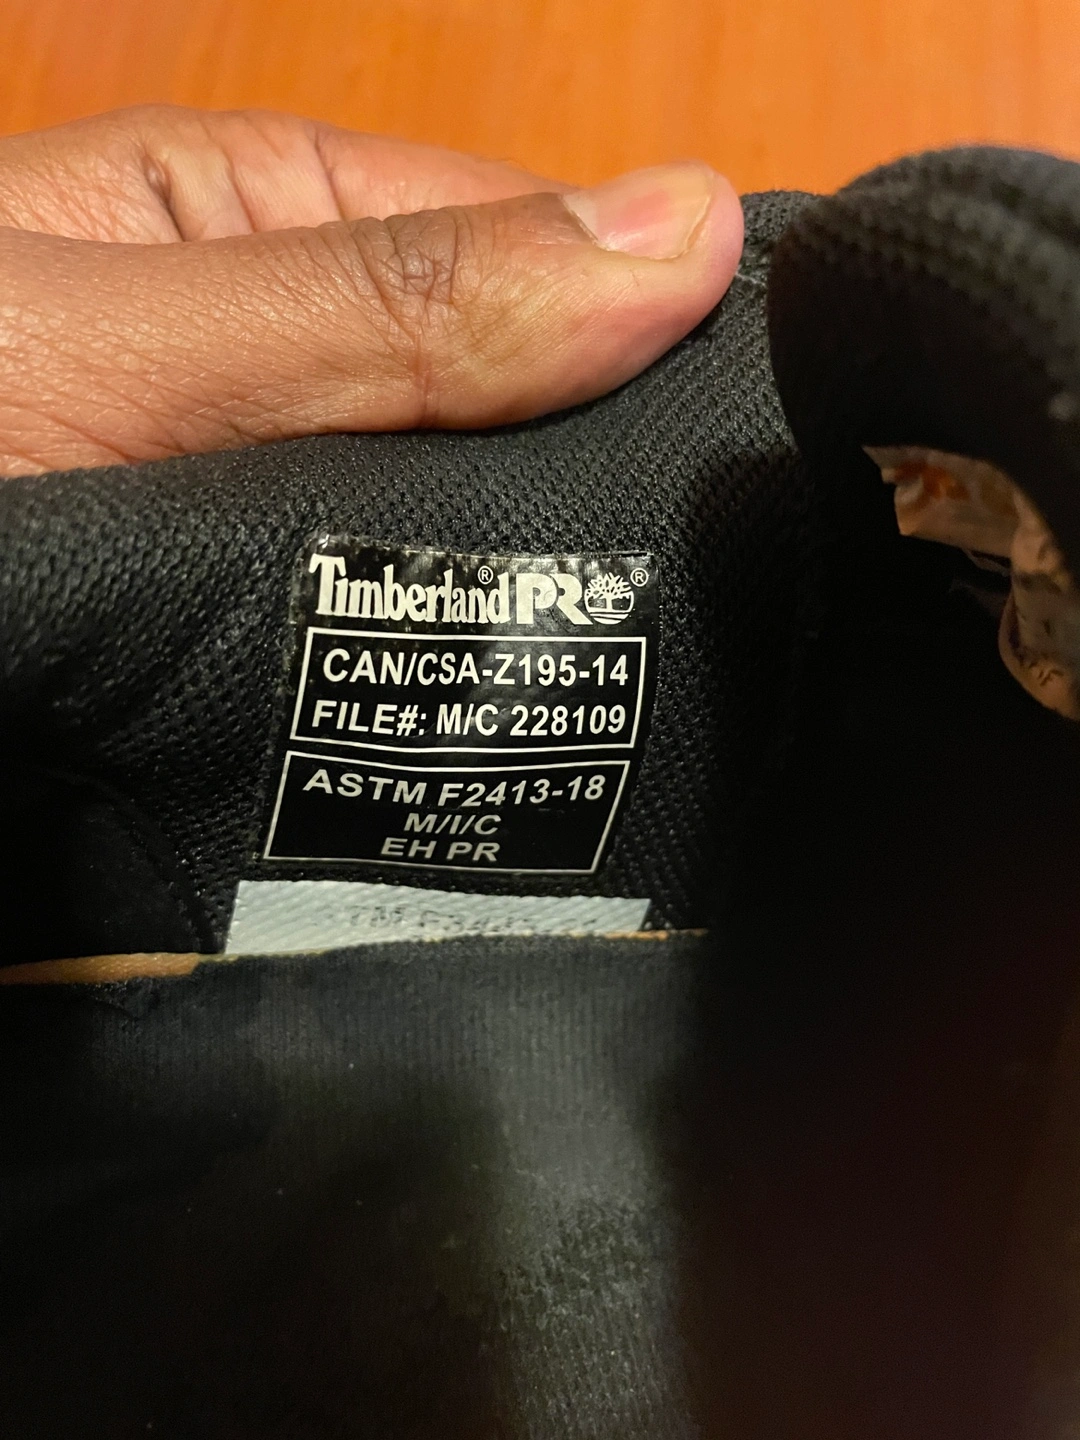 Timberland® PRO®
CAN/CSA-Z195-14
FILE#: M/C 228109
ASTM F2413-18
M/I/C
EH PR